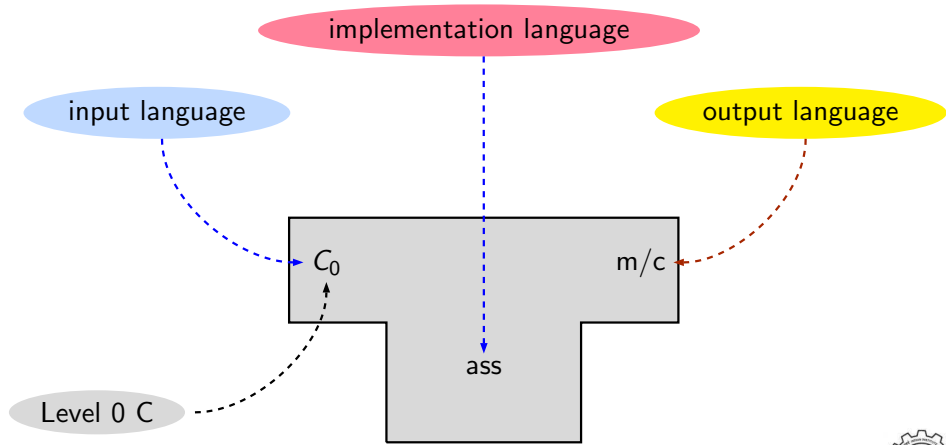 implementation language
input language
output language
C₀
m/c
ass
Level 0 C